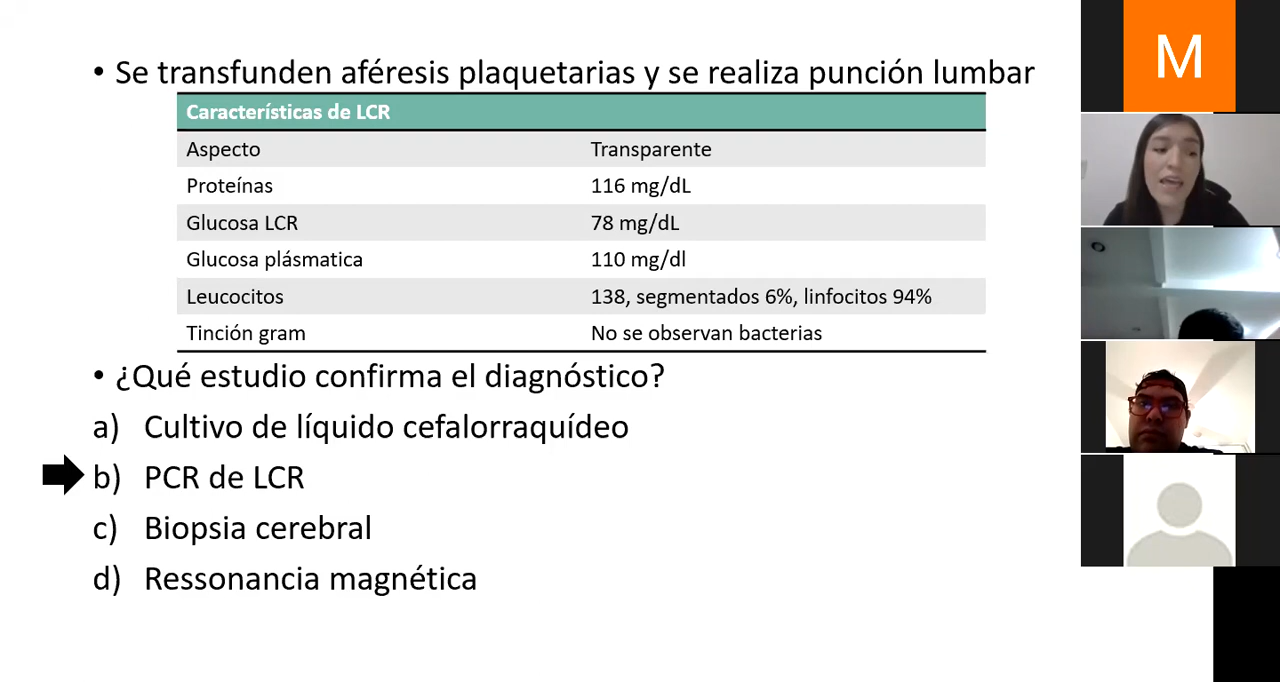 • Se transfunden aféresis plaquetarias y se realiza punción lumbar
Características de LCR
Aspecto Transparente
Proteínas 116 mg/dL
Glucosa LCR 78 mg/dL
Glucosa plásmatica 110 mg/dl
Leucocitos 138, segmentados 6%, linfocitos 94%
Tinción gram No se observan bacterias
• ¿Qué estudio confirma el diagnóstico?
a) Cultivo de líquido cefalorraquídeo
b) PCR de LCR
c) Biopsia cerebral
d) Ressonancia magnética
M